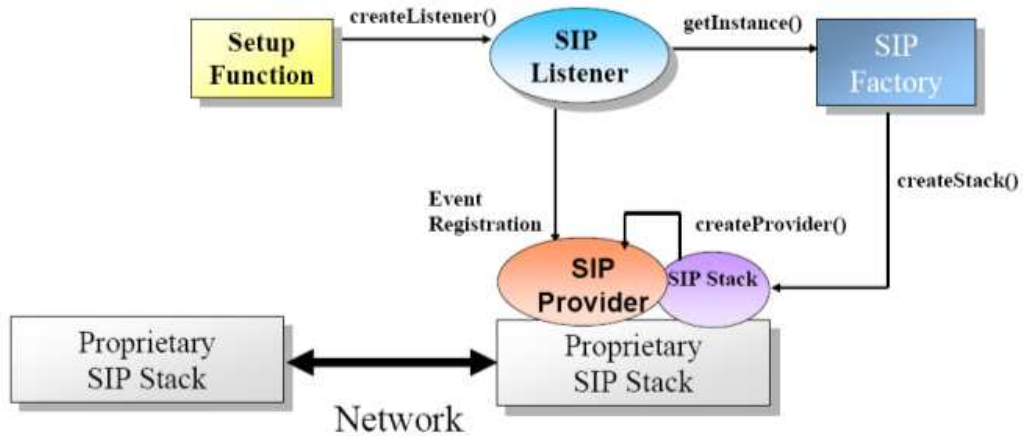 createListener()
Setup
Function
SIP
Listener
getInstance()
SIP
Factory
createStack()
Event
Registration
createProvider()
SIP
Provider
SIP Stack
Proprietary
SIP Stack
Proprietary
SIP Stack
Network